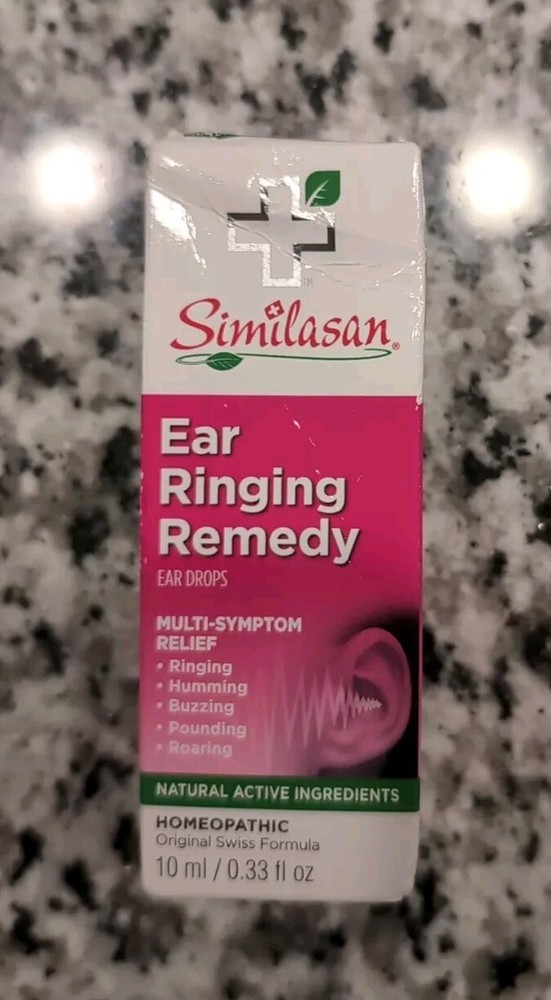 TM
Similasan®
Ear
Ringing
Remedy
EAR DROPS
MULTI-SYMPTOM
RELIEF
• Ringing
• Humming
• Buzzing
• Pounding
• Roaring
NATURAL ACTIVE INGREDIENTS
HOMEOPATHIC
Original Swiss Formula
10 ml / 0.33 fl oz